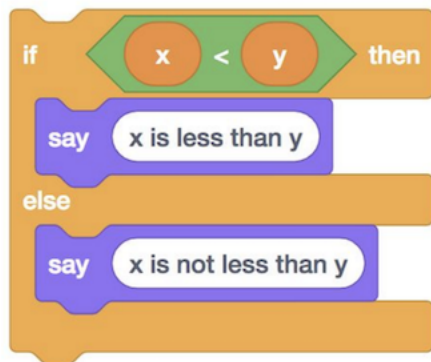 if x < y then
say x is less than y
else
say x is not less than y